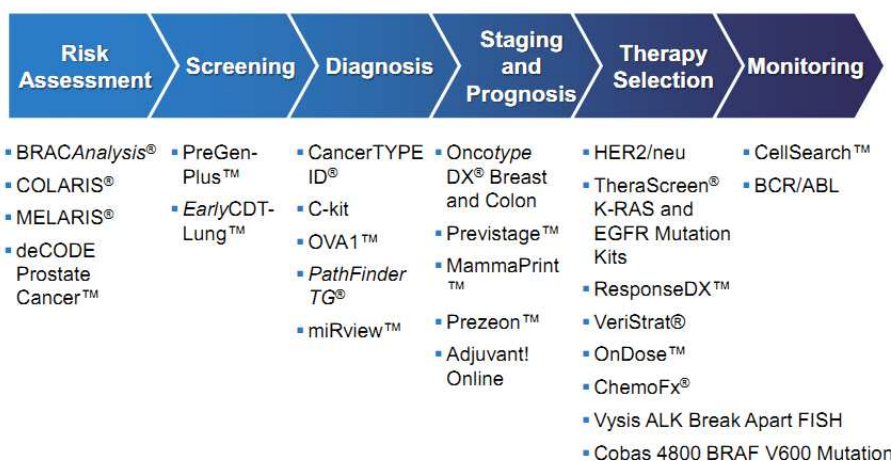 Risk
Assessment
Screening
Diagnosis
Staging
and
Prognosis
Therapy
Selection
Monitoring
▪ BRACAnalysis®
▪ COLARIS®
▪ MELARIS®
▪ deCODE
Prostate
Cancer™
▪ PreGen-
Plus™
▪ EarlyCDT-
Lung™
▪ CancerTYPE
ID®
▪ C-kit
▪ OVA1™
▪ PathFinder
TG®
▪ miRview™
▪ Oncotype
DX® Breast
and Colon
▪ Previstage™
▪ MammaPrint
™
▪ Prezeon™
▪ Adjuvant!
Online
▪ HER2/neu
▪ TheraScreen®
K-RAS and
EGFR Mutation
Kits
▪ ResponseDX™
▪ VeriStrat®
▪ OnDose™
▪ ChemoFx®
▪ Vysis ALK Break Apart FISH
▪ Cobas 4800 BRAF V600 Mutation
▪ CellSearch™
▪ BCR/ABL